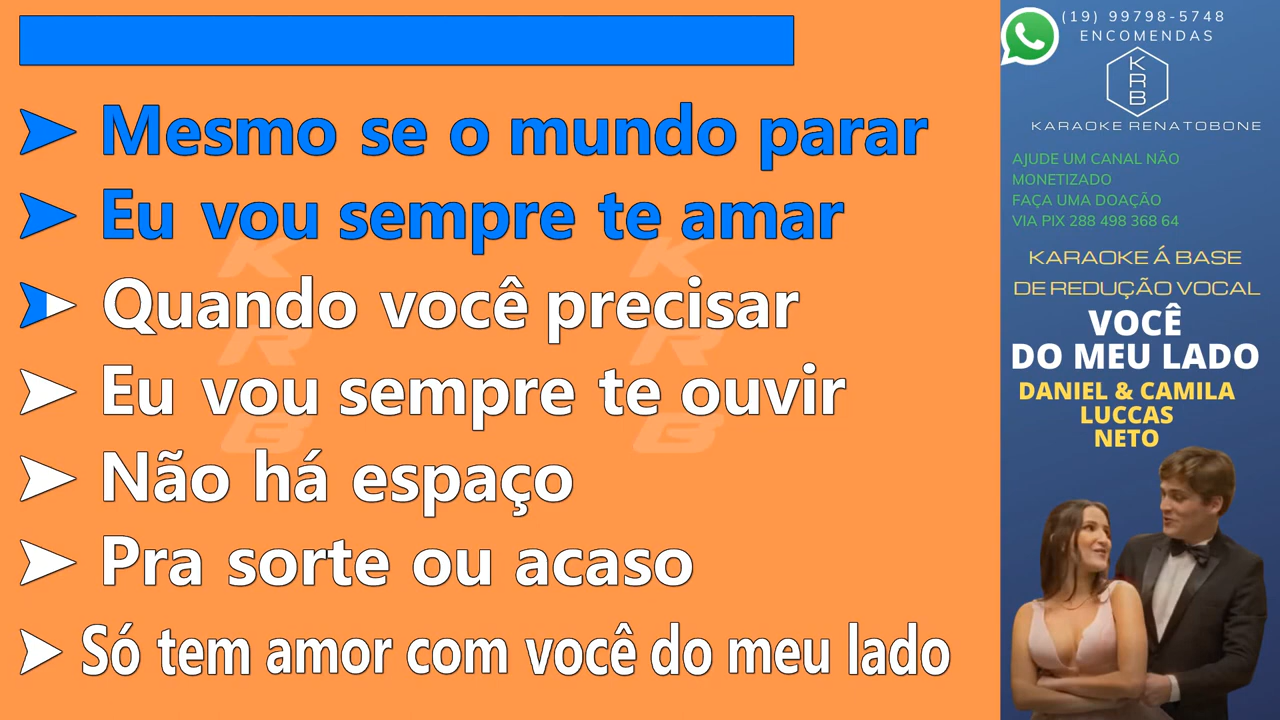 Mesmo se o mundo parar
Eu vou sempre te amar
Quando você precisar
Eu vou sempre te ouvir
Não há espaço
Pra sorte ou acaso
Só tem amor com você do meu lado
KRB
KRB
(19) 99798-5748
ENCOMENDAS
KRB
KARAOKE RENATOBONE
AJUDE UM CANAL NÃO
MONETIZADO
FAÇA UMA DOAÇÃO
VIA PIX 288 498 368 64
KARAOKE Á BASE
DE REDUÇÃO VOCAL
VOCÊ
DO MEU LADO
DANIEL & CAMILA
LUCCAS
NETO